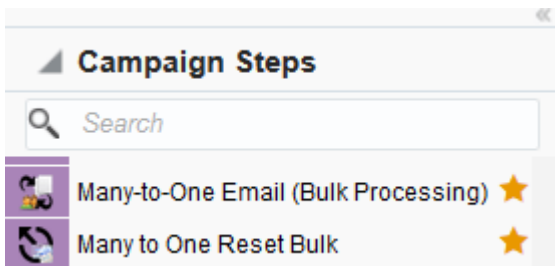 Campaign Steps
Search
Many-to-One Email (Bulk Processing)
Many to One Reset Bulk